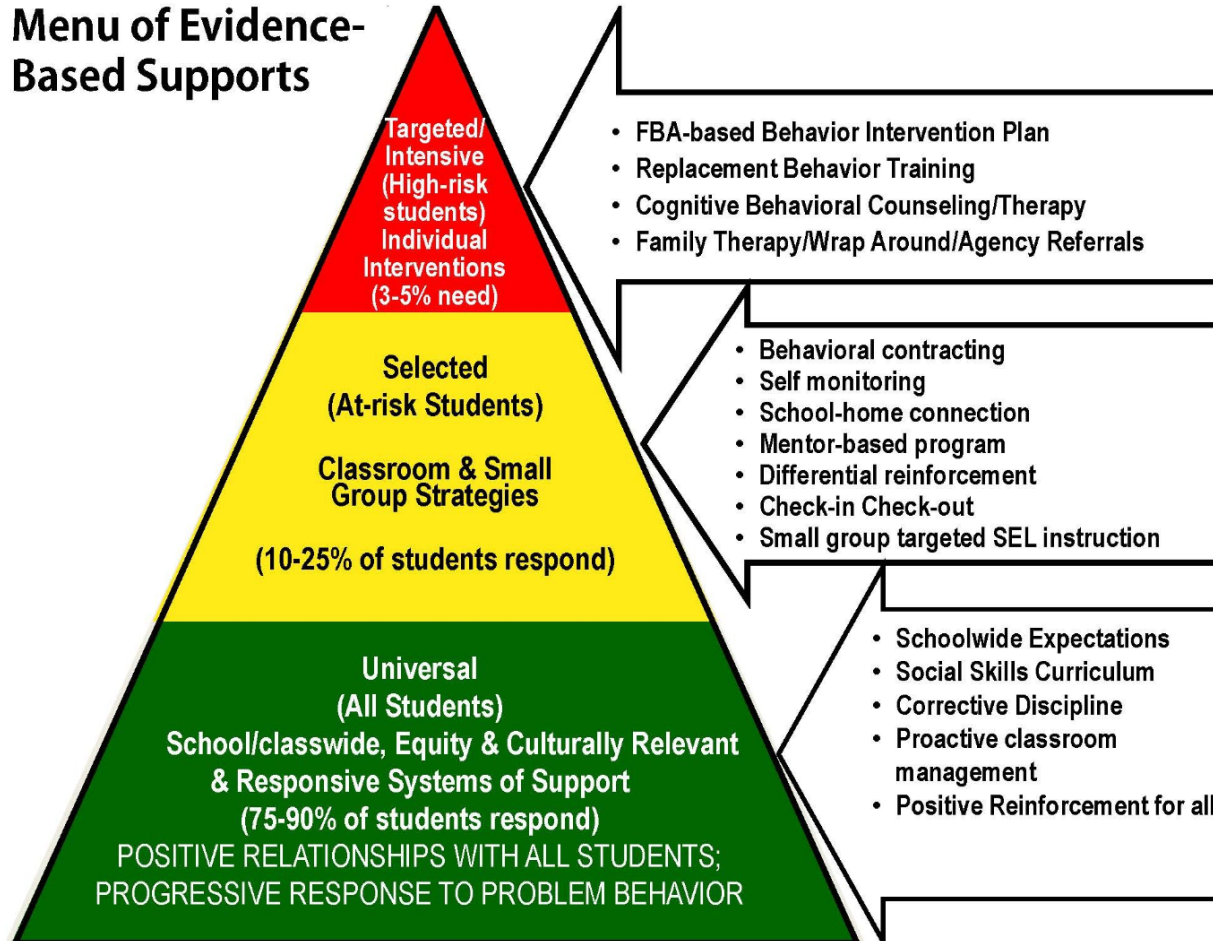 Menu of Evidence-
Based Supports
Targeted/
Intensive
(High-risk
students)
Individual
Interventions
(3-5% need)
• FBA-based Behavior Intervention Plan
• Replacement Behavior Training
• Cognitive Behavioral Counseling/Therapy
• Family Therapy/Wrap Around/Agency Referrals
Selected
(At-risk Students)
Classroom & Small
Group Strategies
(10-25% of students respond)
• Behavioral contracting
• Self monitoring
• School-home connection
• Mentor-based program
• Differential reinforcement
• Check-in Check-out
• Small group targeted SEL instruction
Universal
(All Students)
School/classwide, Equity & Culturally Relevant
& Responsive Systems of Support
(75-90% of students respond)
POSITIVE RELATIONSHIPS WITH ALL STUDENTS;
PROGRESSIVE RESPONSE TO PROBLEM BEHAVIOR
• Schoolwide Expectations
• Social Skills Curriculum
• Corrective Discipline
• Proactive classroom
management
• Positive Reinforcement for all